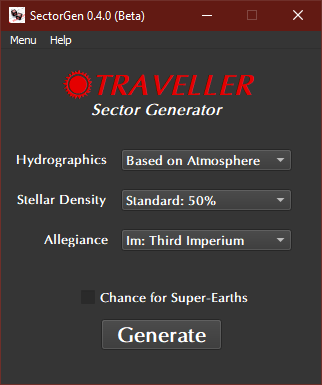 SectorGen 0.4.0 (Beta)
Menu Help
TRAVELLER
Sector Generator
Hydrographics Based on Atmosphere
Stellar Density Standard: 50%
Allegiance Im: Third Imperium
Chance for Super-Earths
Generate